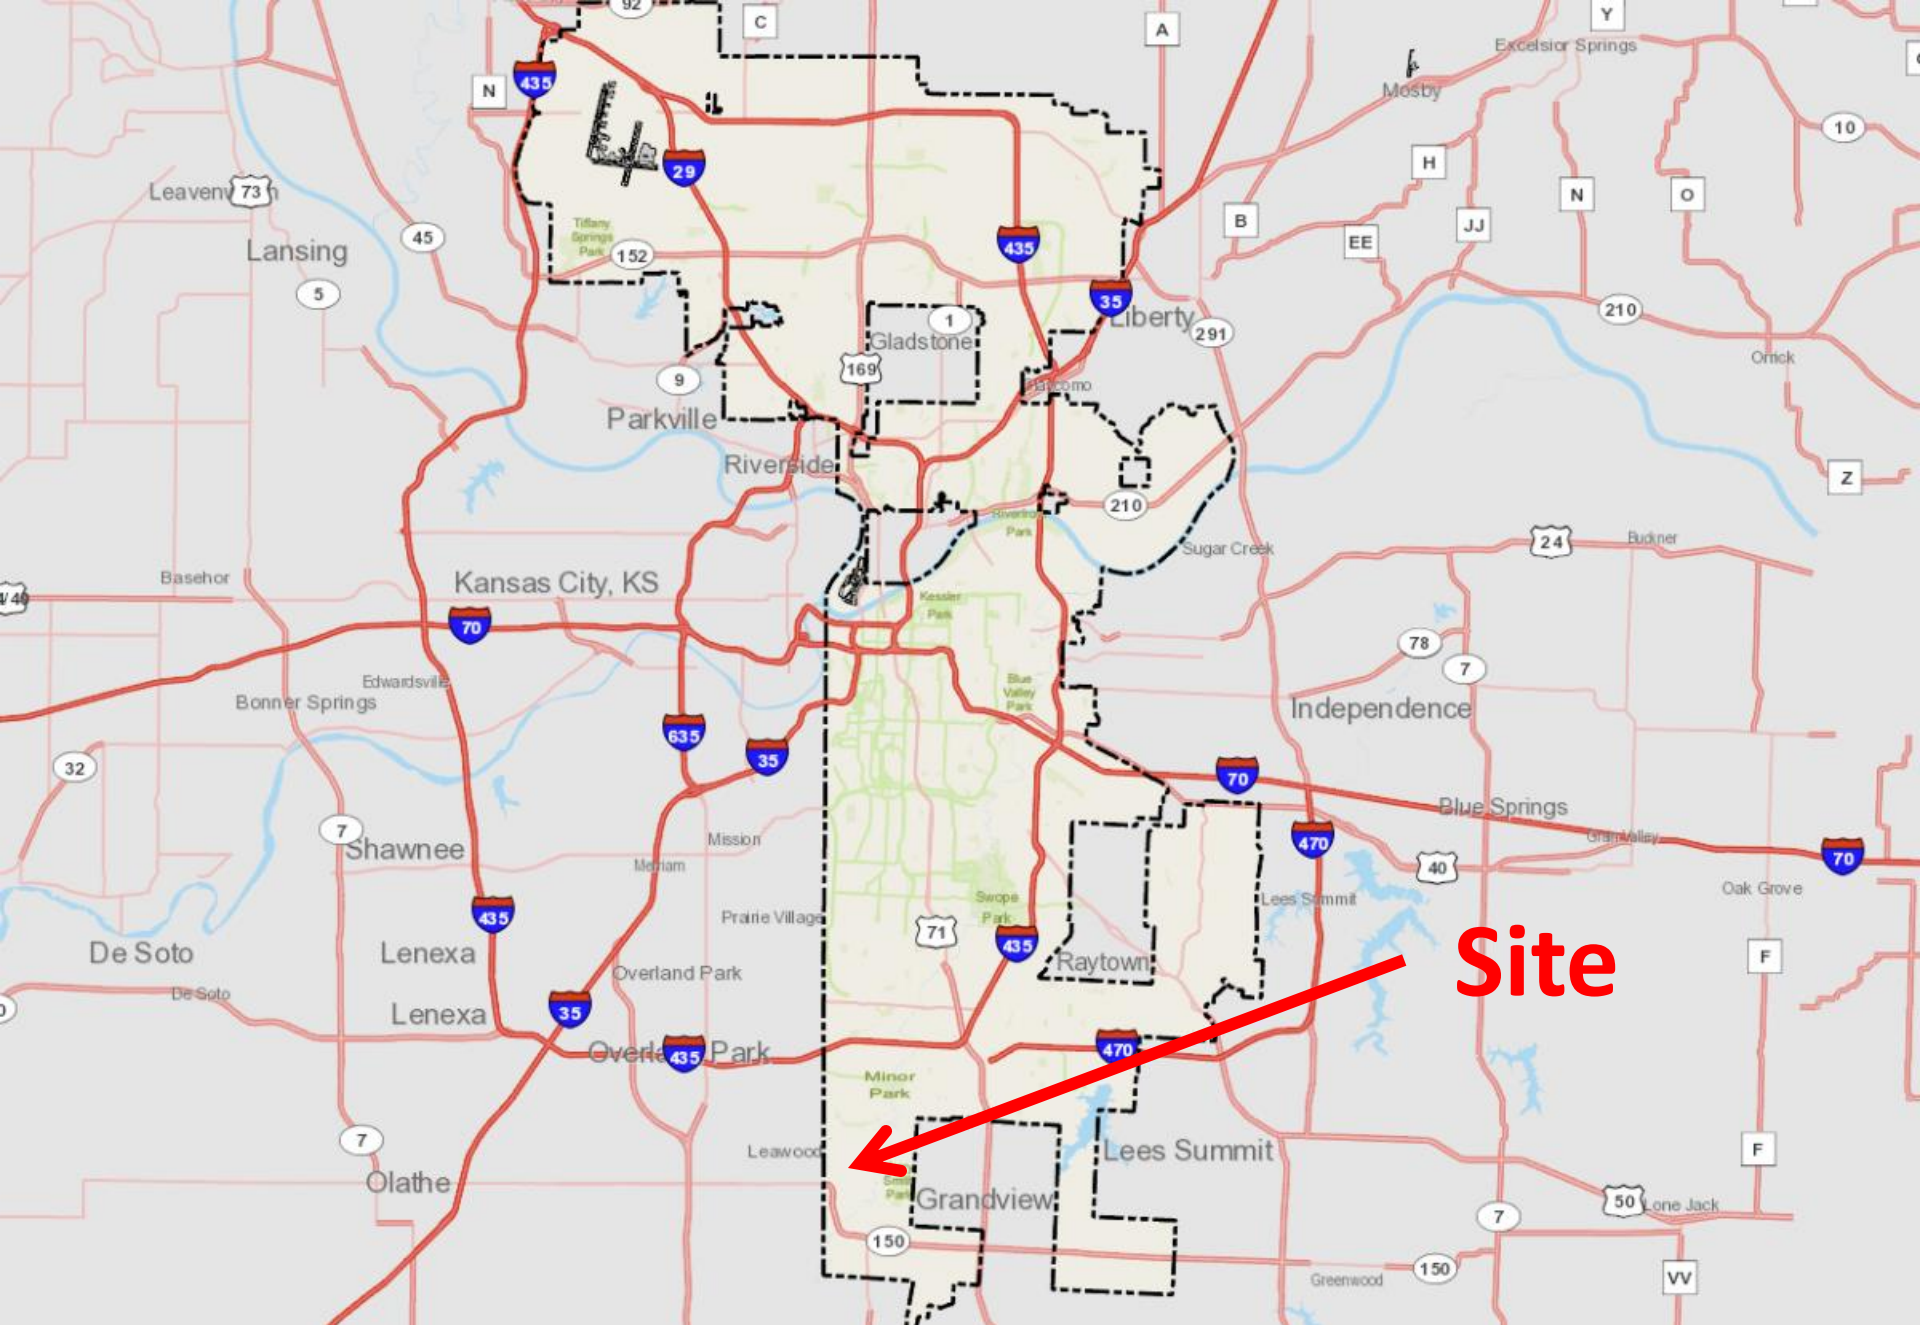 92
C
A
Y
Excelsior Springs
435
N
Mosby
10
29
H
Leavenw
73
h
N
O
Tiffany
Springs
Park
45
152
435
B
JJ
EE
Lansing
5
35
Liberty
210
1
291
Gladstone
169
Orrick
9
Parkville
Riverside
Z
210
Riverfro
Park
Sugar Creek
24
Buckner
Basehor
Kansas City, KS
Kessler
Park
70
78
7
Edwardsville
Blue
Valley
Park
Bonner Springs
Independence
635
35
32
70
Blue Springs
7
Shawnee
Mission
470
Grain Valley
70
Merriam
40
Oak Grove
Swope
Park
Lees Summit
435
Prairie Village
71
435
Site
De Soto
Lenexa
Raytown
F
Overland Park
De Soto
Lenexa
35
Overla
435
Park
470
Minor
Park
7
Leawood
Lees Summit
F
Olathe
Park
Grandview
50
Lone Jack
7
150
150
Greenwood
VV